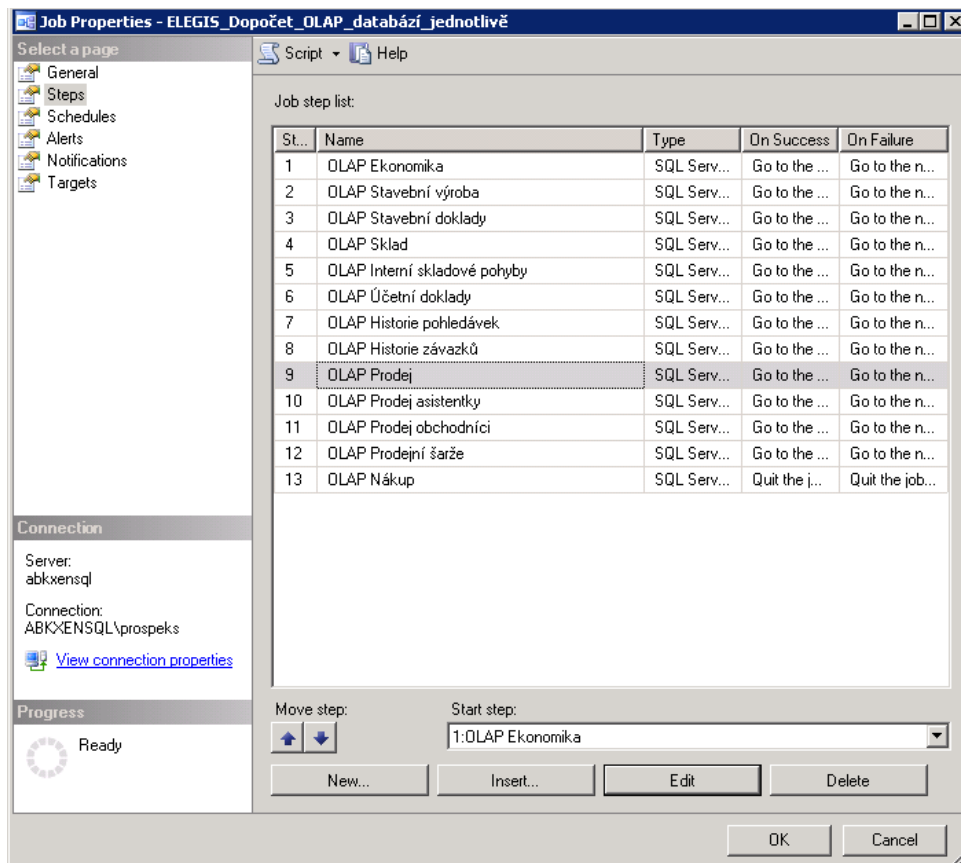 Job Properties - ELEGIS_Dopočet_OLAP_databází_jednotlivě
Select a page
General
Steps
Schedules
Alerts
Notifications
Targets
Script Help
Job step list:
St... Name Type On Success On Failure
1 OLAP Ekonomika SQL Serv... Go to the ... Go to the n...
2 OLAP Stavební výroba SQL Serv... Go to the ... Go to the n...
3 OLAP Stavební doklady SQL Serv... Go to the ... Go to the n...
4 OLAP Sklad SQL Serv... Go to the ... Go to the n...
5 OLAP Interní skladové pohyby SQL Serv... Go to the ... Go to the n...
6 OLAP Účetní doklady SQL Serv... Go to the ... Go to the n...
7 OLAP Historie pohledávek SQL Serv... Go to the ... Go to the n...
8 OLAP Historie závazků SQL Serv... Go to the ... Go to the n...
9 OLAP Prodej SQL Serv... Go to the ... Go to the n...
10 OLAP Prodej asistentky SQL Serv... Go to the ... Go to the n...
11 OLAP Prodej obchodníci SQL Serv... Go to the ... Go to the n...
12 OLAP Prodejní šarže SQL Serv... Go to the ... Go to the n...
13 OLAP Nákup SQL Serv... Quit the j... Quit the job...
Connection
Server:
abkxensql
Connection:
ABKXENSQL\prospeks
View connection properties
Progress
Ready
Move step:
Start step:
1:OLAP Ekonomika
New... Insert... Edit Delete
OK Cancel